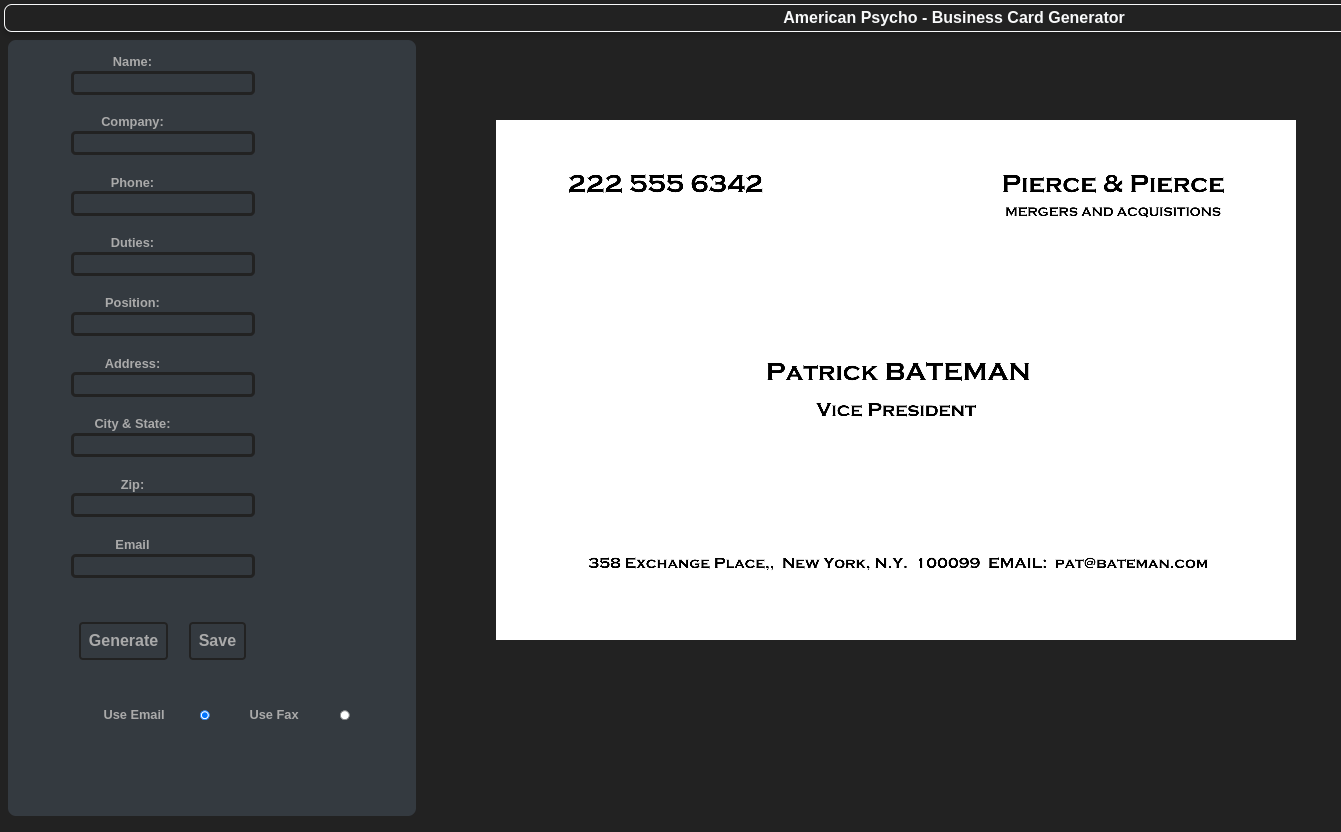 American Psycho - Business Card Generator
Name:
Company:
Phone:
Duties:
Position:
Address:
City & State:
Zip:
Email
Generate Save
Use Email Use Fax
222 555 6342
Pierce & Pierce
mergers and acquisitions
Patrick BATEMAN
Vice President
358 Exchange Place,, New York, N.Y. 100099 EMAIL: pat@bateman.com